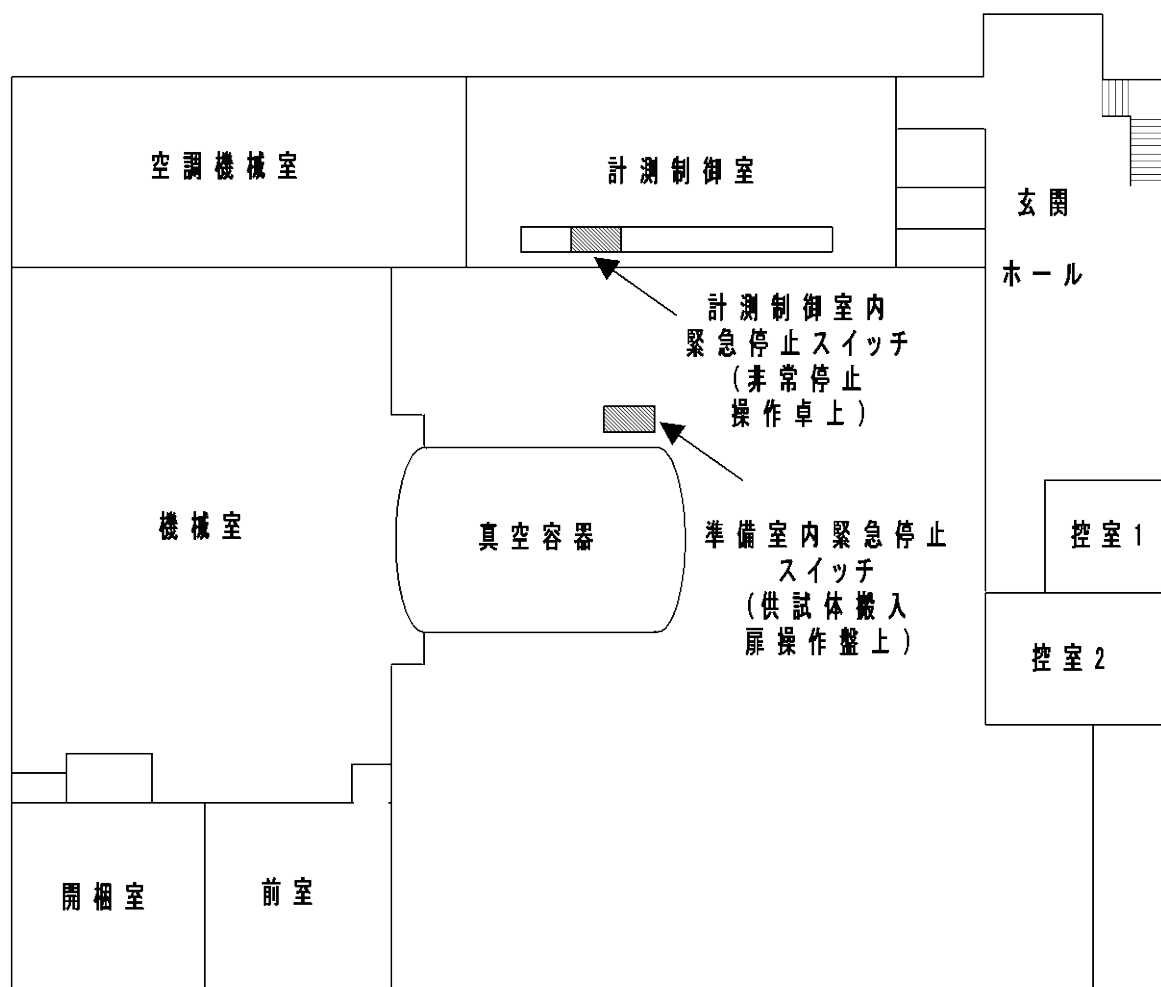 空調機械室
計測制御室
玄関
ホール
計測制御室内
緊急停止スイッチ
(非常停止
操作卓上)
機械室
真空容器
準備室内緊急停止
スイッチ
(供試体搬入
扉操作盤上)
控室1
控室2
開梱室
前室